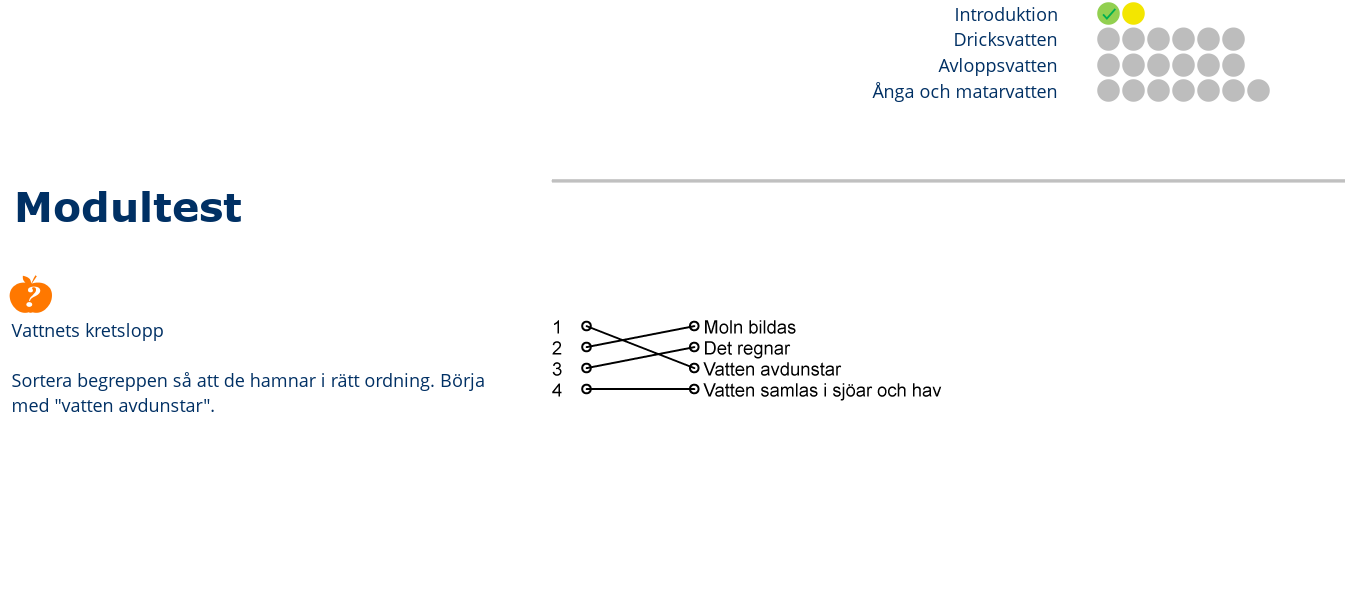 Introduktion
Dricksvatten
Avloppsvatten
Ånga och matarvatten
Modultest
?
Vattnets kretslopp
Sortera begreppen så att de hamnar i rätt ordning. Börja
med "vatten avdunstar".
1 Moln bildas
2 Det regnar
3 Vatten avdunstar
4 Vatten samlas i sjöar och hav